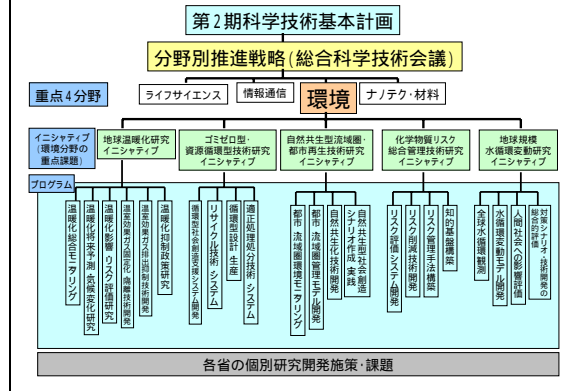 第2期科学技術基本計画
分野別推進戦略(総合科学技術会議)
重点4分野
ライフサイエンス
情報通信
環境
ナノテク・材料
イニシャティブ
(環境分野の
重点課題)
地球温暖化研究
イニシャティブ
ゴミゼロ型・
資源循環型技術研究
イニシャティブ
自然共生型流域圏・
都市再生技術研究
イニシャティブ
化学物質リスク
総合管理技術研究
イニシャティブ
地球規模
水循環変動研究
イニシャティブ
プログラム
温暖化総合モニタリング
温暖化将来予測・気候変化研究
温暖化影響・リスク評価研究
温室効果ガス固定化・隔離技術開発
温室効果ガス排出抑制技術開発
温暖化抑制政策研究
循環型社会創造支援システム開発
リサイクル技術・システム
循環型設計・生産
適正処理処分技術・システム
都市・流域圏環境モニタリング
都市・流域圏管理モデル開発
自然共生化技術開発
自然共生型社会創造
シナリオ作成・実践
リスク評価システム開発
リスク削減技術開発
リスク管理手法構築
知的基盤構築
全球水循環観測
水循環変動モデル開発
人間社会への影響評価
対策シナリオ・技術開発の
総合的評価
各省の個別研究開発施策・課題